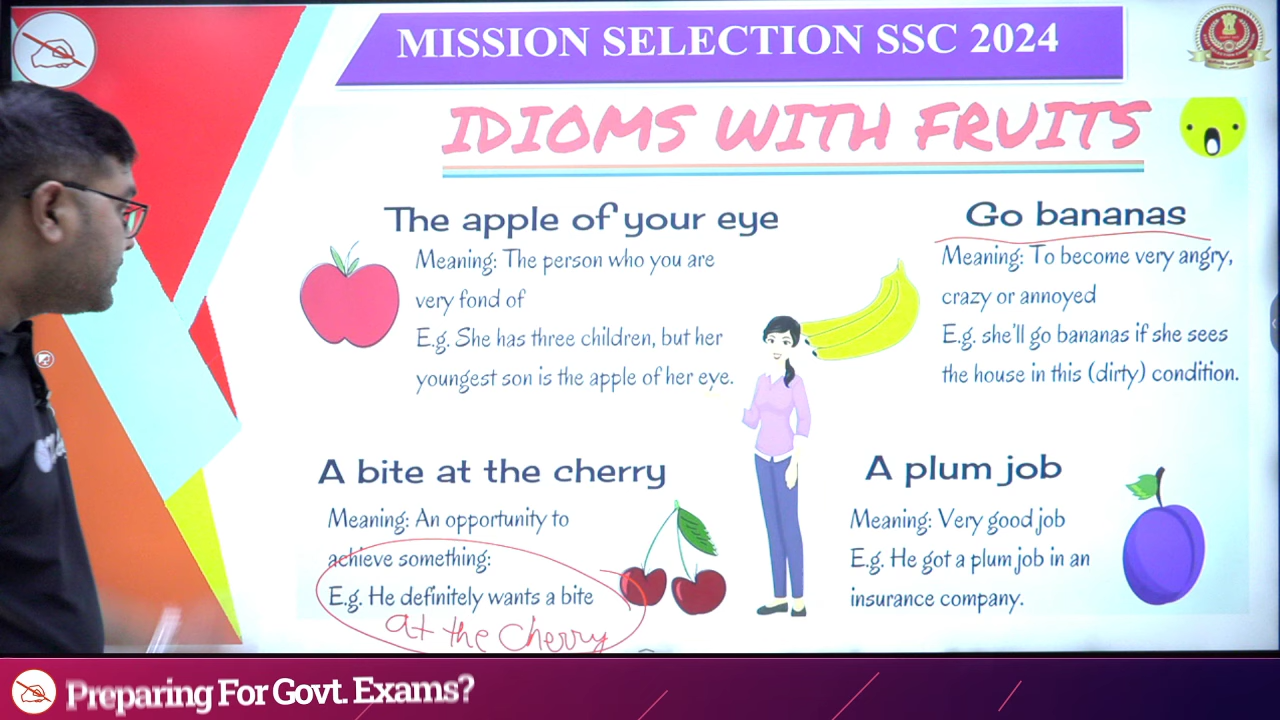 MISSION SELECTION SSC 2024
IDIOMS WITH FRUITS
The apple of your eye
Meaning: The person who you are
very fond of
E.g. She has three children, but her
youngest son is the apple of her eye.
Go bananas
Meaning: To become very angry,
crazy or annoyed
E.g. she'll go bananas if she sees
the house in this (dirty) condition.
A bite at the cherry
Meaning: An opportunity to
achieve something:
E.g. He definitely wants a bite
at the cherry
A plum job
Meaning: Very good job
E.g. He got a plum job in an
insurance company.
Preparing For Govt. Exams?